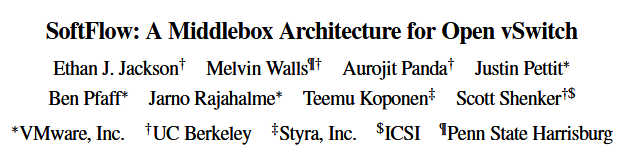 SoftFlow: A Middlebox Architecture for Open vSwitch
Ethan J. Jackson† Melvin Walls¶† Aurojit Panda† Justin Pettit*
Ben Pfaff* Jarno Rajahalme* Teemu Koponen‡ Scott Shenker†$
*VMware, Inc. †UC Berkeley ‡Styra, Inc. $ICSI ¶Penn State Harrisburg